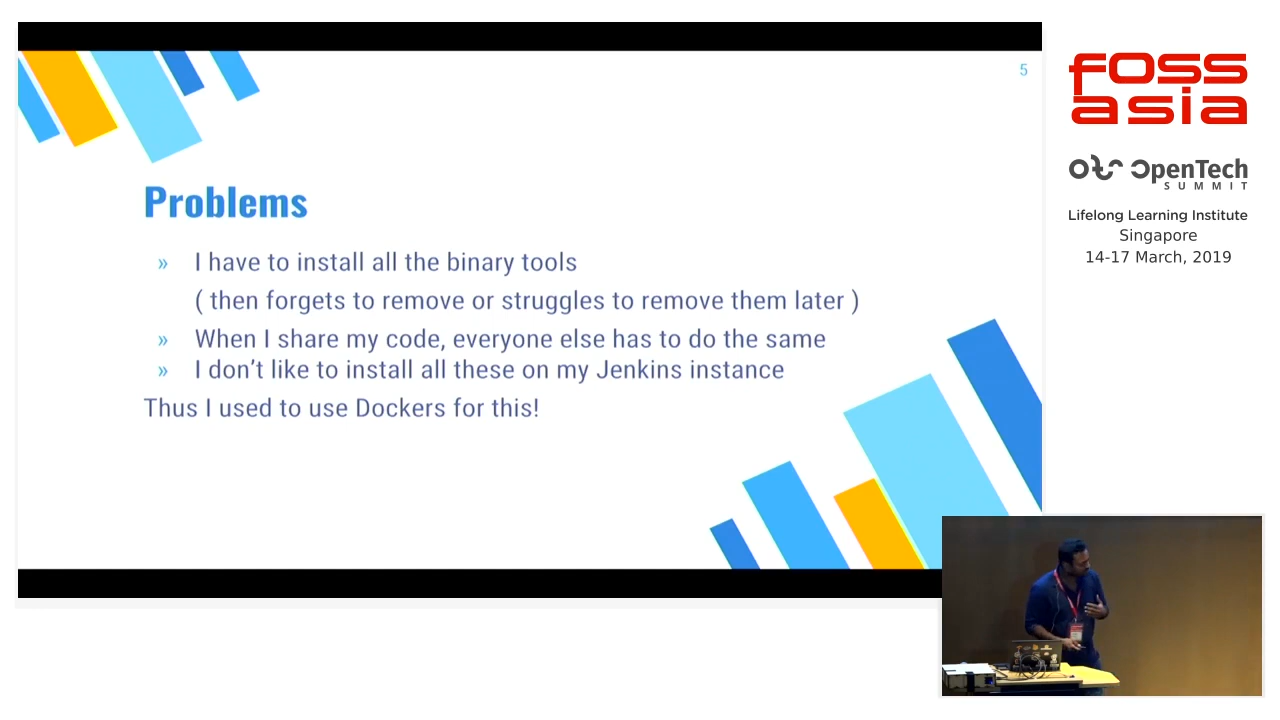 5
Problems
» I have to install all the binary tools
( then forgets to remove or struggles to remove them later )
» When I share my code, everyone else has to do the same
» I don’t like to install all these on my Jenkins instance
Thus I used to use Dockers for this!
fOSS
asia
OpenTech
SUMMIT
Lifelong Learning Institute
Singapore
14-17 March, 2019